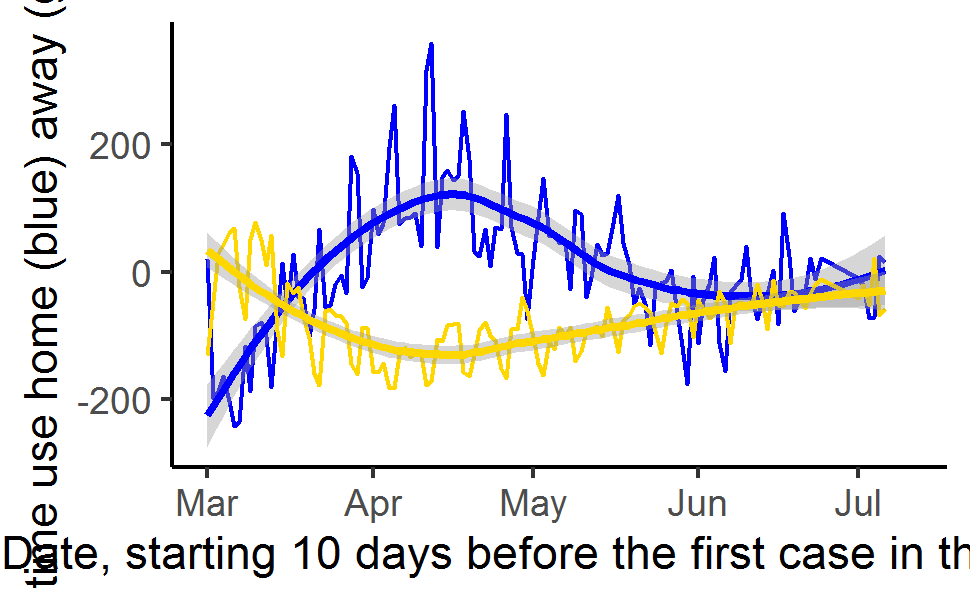 time use home (blue) away (
200
0
-200
Mar Apr May Jun Jul
Date, starting 10 days before the first case in th